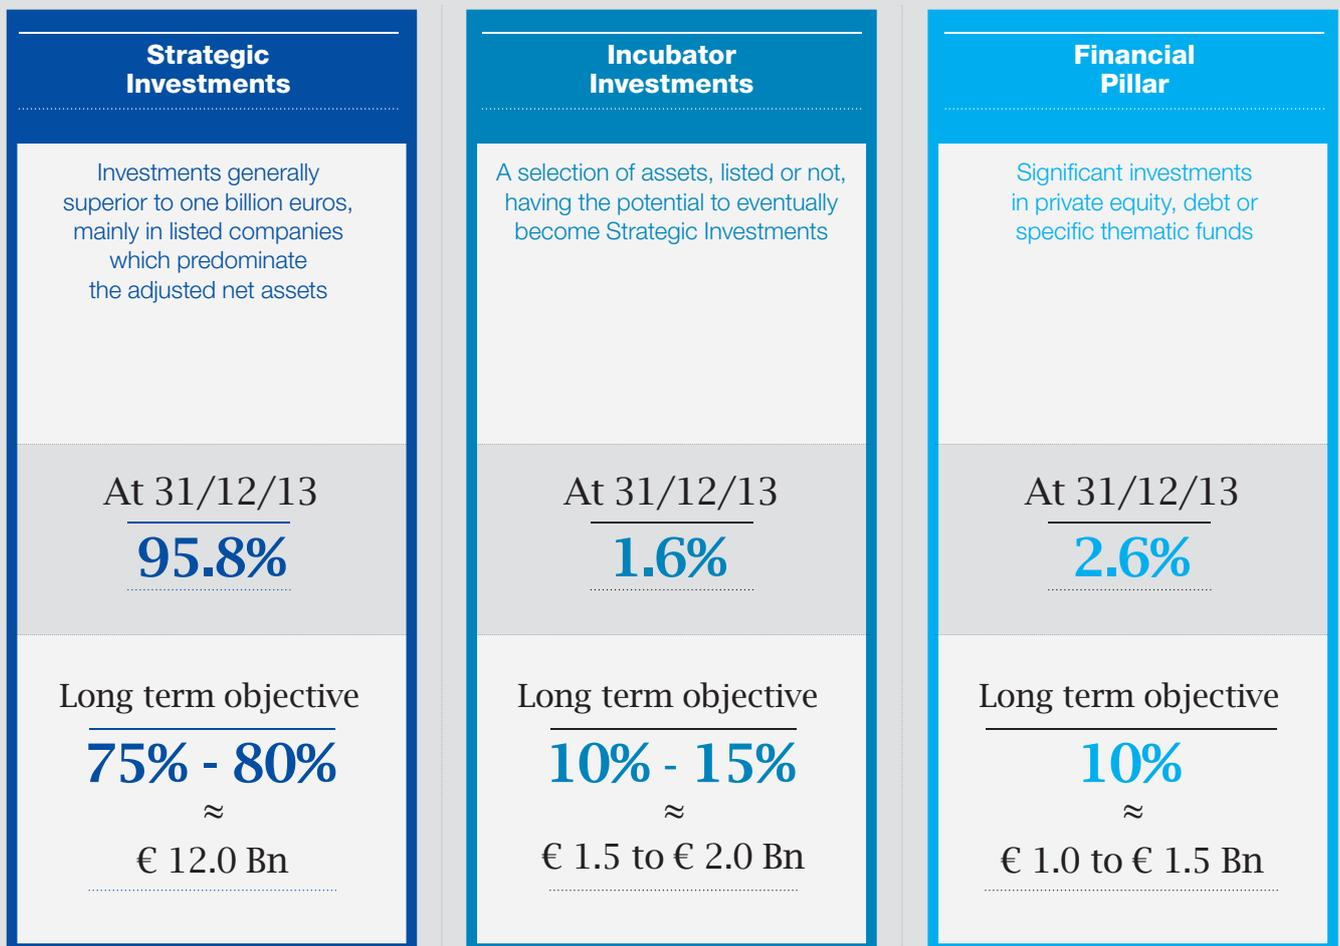 Strategic
Investments
Investments generally
superior to one billion euros,
mainly in listed companies
which predominate
the adjusted net assets
At 31/12/13
95.8%
Long term objective
75% - 80%
≈
€ 12.0 Bn
Incubator
Investments
A selection of assets, listed or not,
having the potential to eventually
become Strategic Investments
At 31/12/13
1.6%
Long term objective
10% - 15%
≈
€ 1.5 to € 2.0 Bn
Financial
Pillar
Significant investments
in private equity, debt or
specific thematic funds
At 31/12/13
2.6%
Long term objective
10%
≈
€ 1.0 to € 1.5 Bn